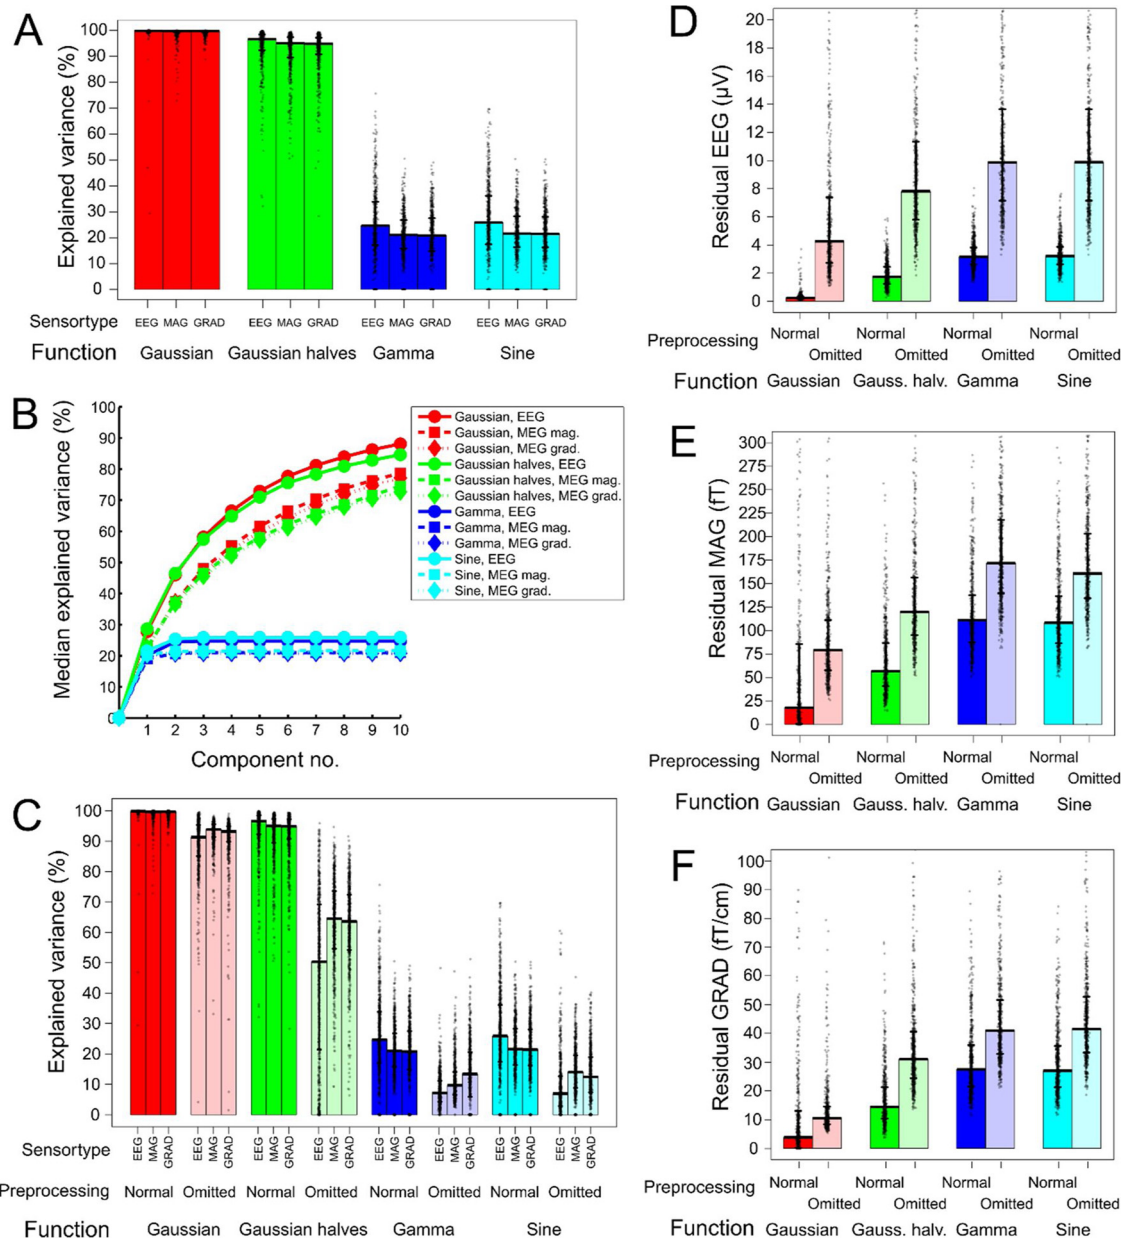 A
Explained variance (%)
100
90
80
70
60
50
40
30
20
10
0
EEG MAG GRAD EEG MAG GRAD EEG MAG GRAD EEG MAG GRAD
Sensortype
Function Gaussian Gaussian halves Gamma Sine
B
Median explained variance (%)
100
90
80
70
60
50
40
30
20
10
0
1 2 3 4 5 6 7 8 9 10
Component no.
Gaussian, EEG
Gaussian, MEG mag.
Gaussian, MEG grad.
Gaussian halves, EEG
Gaussian halves, MEG mag.
Gaussian halves, MEG grad.
Gamma, EEG
Gamma, MEG mag.
Gamma, MEG grad.
Sine, EEG
Sine, MEG mag.
Sine, MEG grad.
C
Explained variance (%)
100
90
80
70
60
50
40
30
20
10
0
EEG MAG GRAD EEG MAG GRAD EEG MAG GRAD EEG MAG GRAD EEG MAG GRAD EEG MAG GRAD EEG MAG GRAD EEG MAG GRAD
Sensortype
Preprocessing Normal Omitted Normal Omitted Normal Omitted Normal Omitted
Function Gaussian Gaussian halves Gamma Sine
D
Residual EEG (µV)
20
18
16
14
12
10
8
6
4
2
0
Normal Normal Normal Normal
Preprocessing
Omitted Omitted Omitted Omitted
Function Gaussian Gauss. halv. Gamma Sine
E
Residual MAG (fT)
300
275
250
225
200
175
150
125
100
75
50
25
0
Normal Normal Normal Normal
Preprocessing
Omitted Omitted Omitted Omitted
Function Gaussian Gauss. halv. Gamma Sine
F
Residual GRAD (fT/cm)
100
90
80
70
60
50
40
30
20
10
0
Normal Normal Normal Normal
Preprocessing
Omitted Omitted Omitted Omitted
Function Gaussian Gauss. halv. Gamma Sine